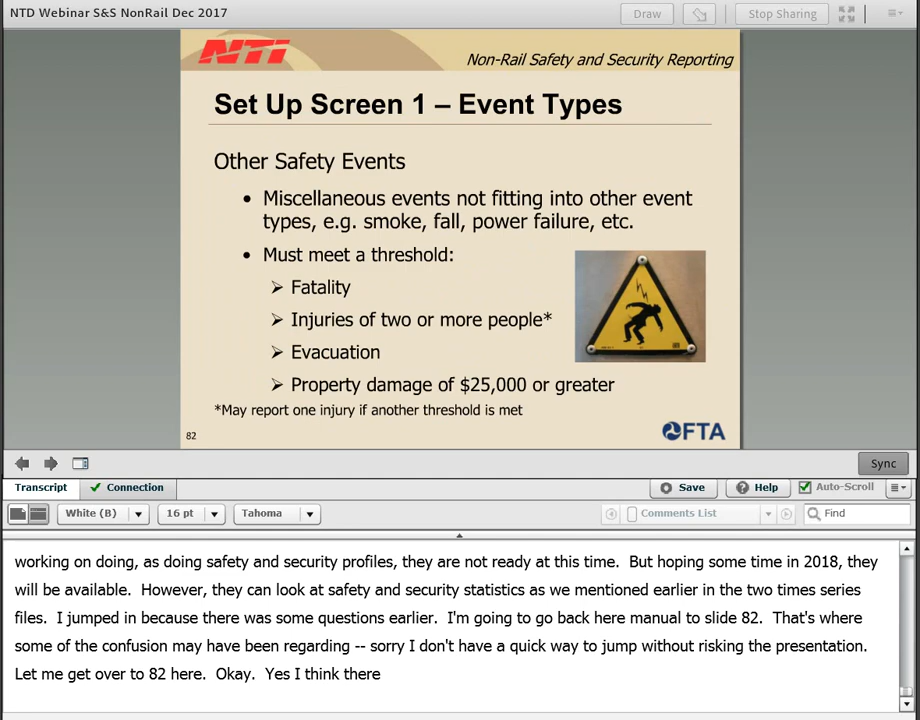 NTD Webinar S&S NonRail Dec 2017
Draw
Stop Sharing
NTI
Non-Rail Safety and Security Reporting
Set Up Screen 1 – Event Types
Other Safety Events
• Miscellaneous events not fitting into other event
types, e.g. smoke, fall, power failure, etc.
• Must meet a threshold:
➢ Fatality
➢ Injuries of two or more people*
➢ Evacuation
➢ Property damage of $25,000 or greater
*May report one injury if another threshold is met
82
FTA
Sync
Transcript
Connection
Save
Help
Auto-Scroll
White (B)
16 pt
Tahoma
Comments List
Find
working on doing, as doing safety and security profiles, they are not ready at this time.  But hoping some time in 2018, they
will be available.  However, they can look at safety and security statistics as we mentioned earlier in the two times series
files.  I jumped in because there was some questions earlier.  I'm going to go back here manual to slide 82.  That's where
some of the confusion may have been regarding -- sorry I don't have a quick way to jump without risking the presentation.
Let me get over to 82 here.  Okay.  Yes I think there